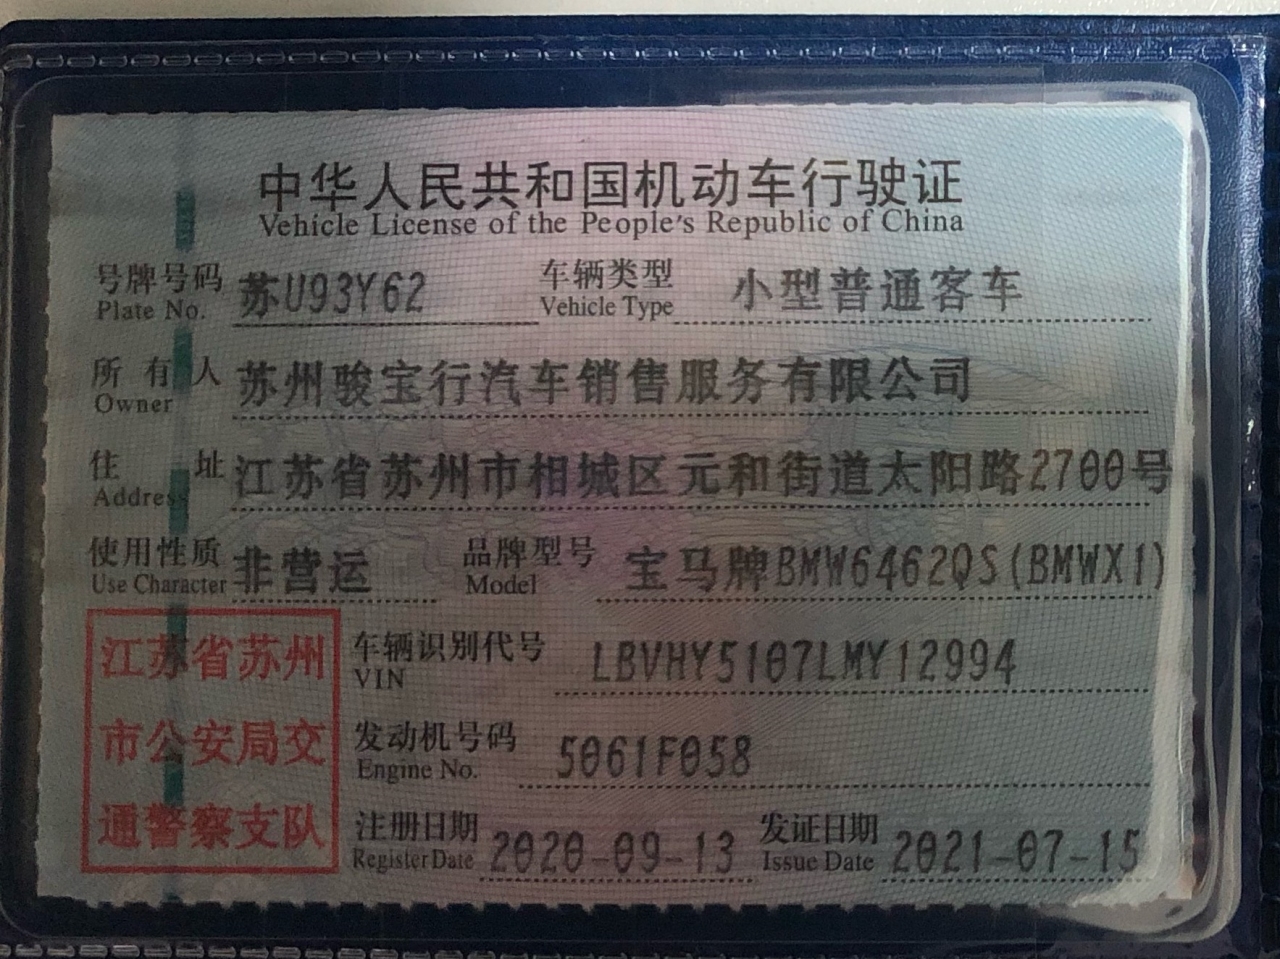 中华人民共和国机动车行驶证
Vehicle License of the People's Republic of China
号牌号码 苏U93Y62 车辆类型 小型普通客车
Plate No. Vehicle Type
所有人 苏州骏宝行汽车销售服务有限公司
Owner
住址 江苏省苏州市相城区元和街道太阳路2700号
Address
使用性质 非营运 品牌型号 宝马牌BMW6462QS(BMWX1)
Use Character Model
江苏省苏州
市公安局交
通警察支队
车辆识别代号 LBVHY5107LMY12994
VIN
发动机号码 5061F058
Engine No.
注册日期 2020-09-13 发证日期 2021-07-15
Register Date Issue Date